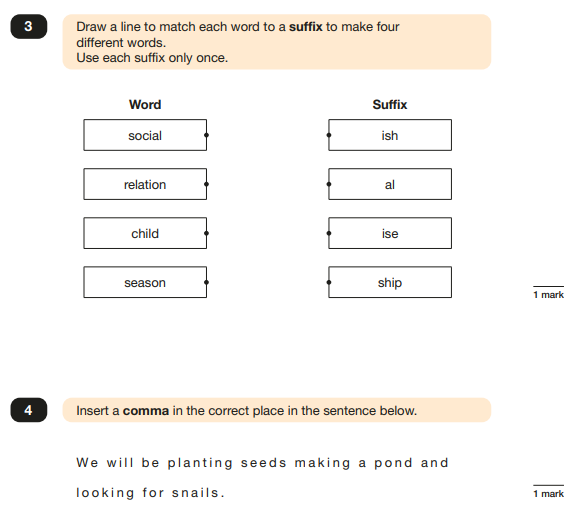 3
Draw a line to match each word to a suffix to make four
different words.
Use each suffix only once.
Word Suffix
social ish
relation al
child ise
season ship
1 mark
4
Insert a comma in the correct place in the sentence below.
We will be planting seeds making a pond and
looking for snails.
1 mark